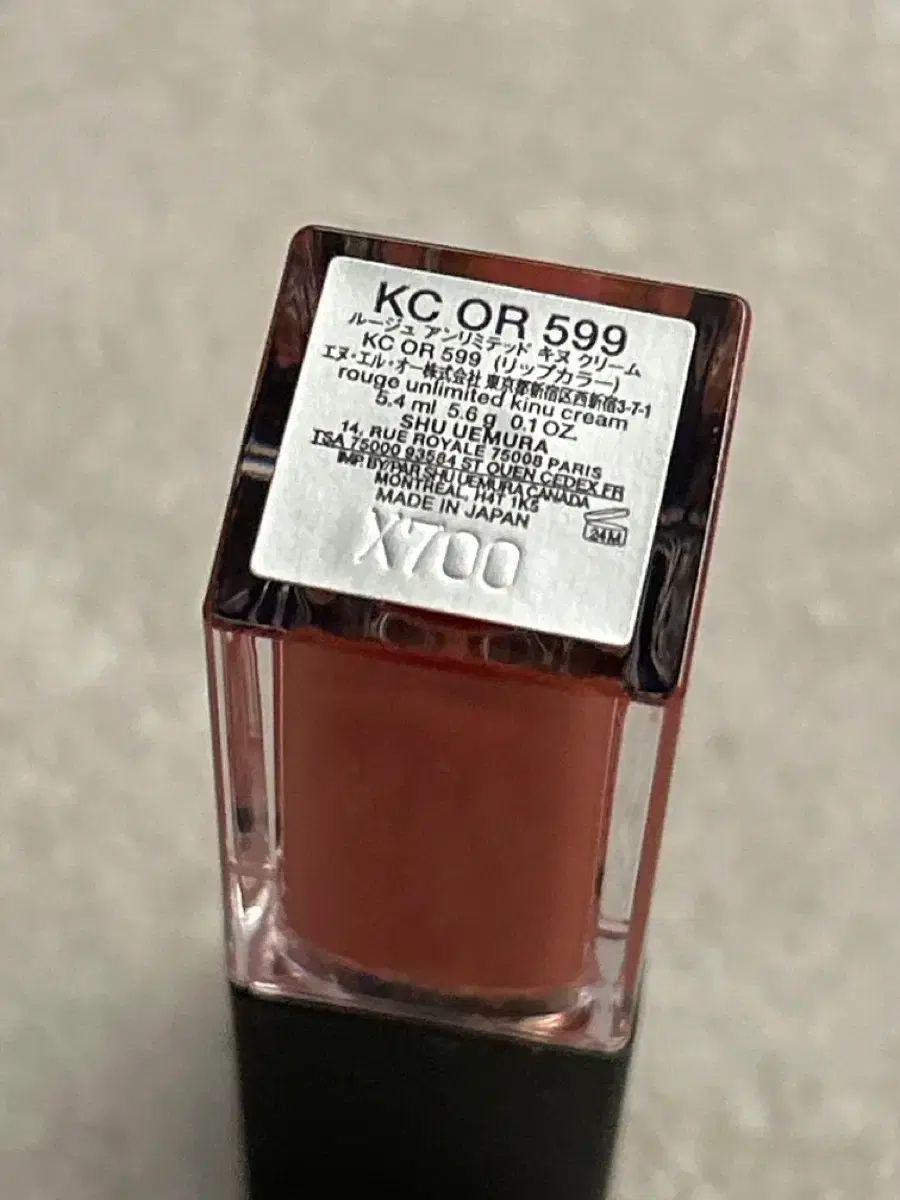 KC OR 599
ルージュ アンリミテッド キヌ クリーム
KC OR 599 (リップカラー)
エヌ・エル・オー株式会社 東京都新宿区西新宿3-7-1
rouge unlimited kinu cream
5.4 ml 5.6 g 0.1 OZ.
SHU UEMURA
14, RUE ROYALE 75008 PARIS
TSA 75000 93584 ST OUEN CEDEX FR
IMP. BY/PAR SHU UEMURA CANADA
MONTREAL, H4T 1K5
MADE IN JAPAN
24M
X700